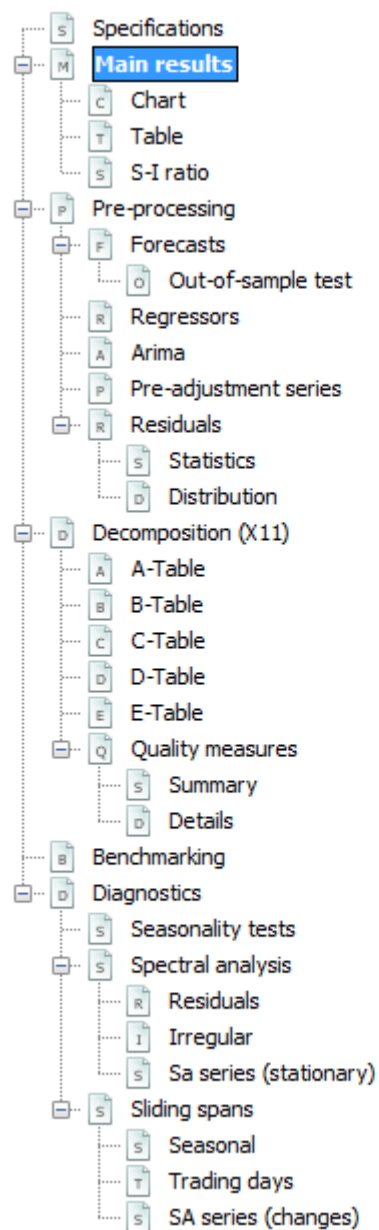 S Specifications
M Main results
C Chart
T Table
S S-I ratio
P Pre-processing
F Forecasts
O Out-of-sample test
R Regressors
A Arima
P Pre-adjustment series
R Residuals
S Statistics
D Distribution
D Decomposition (X11)
A A-Table
B B-Table
C C-Table
D D-Table
E E-Table
Q Quality measures
S Summary
D Details
B Benchmarking
D Diagnostics
S Seasonality tests
S Spectral analysis
R Residuals
I Irregular
S Sa series (stationary)
S Sliding spans
S Seasonal
T Trading days
S SA series (changes)